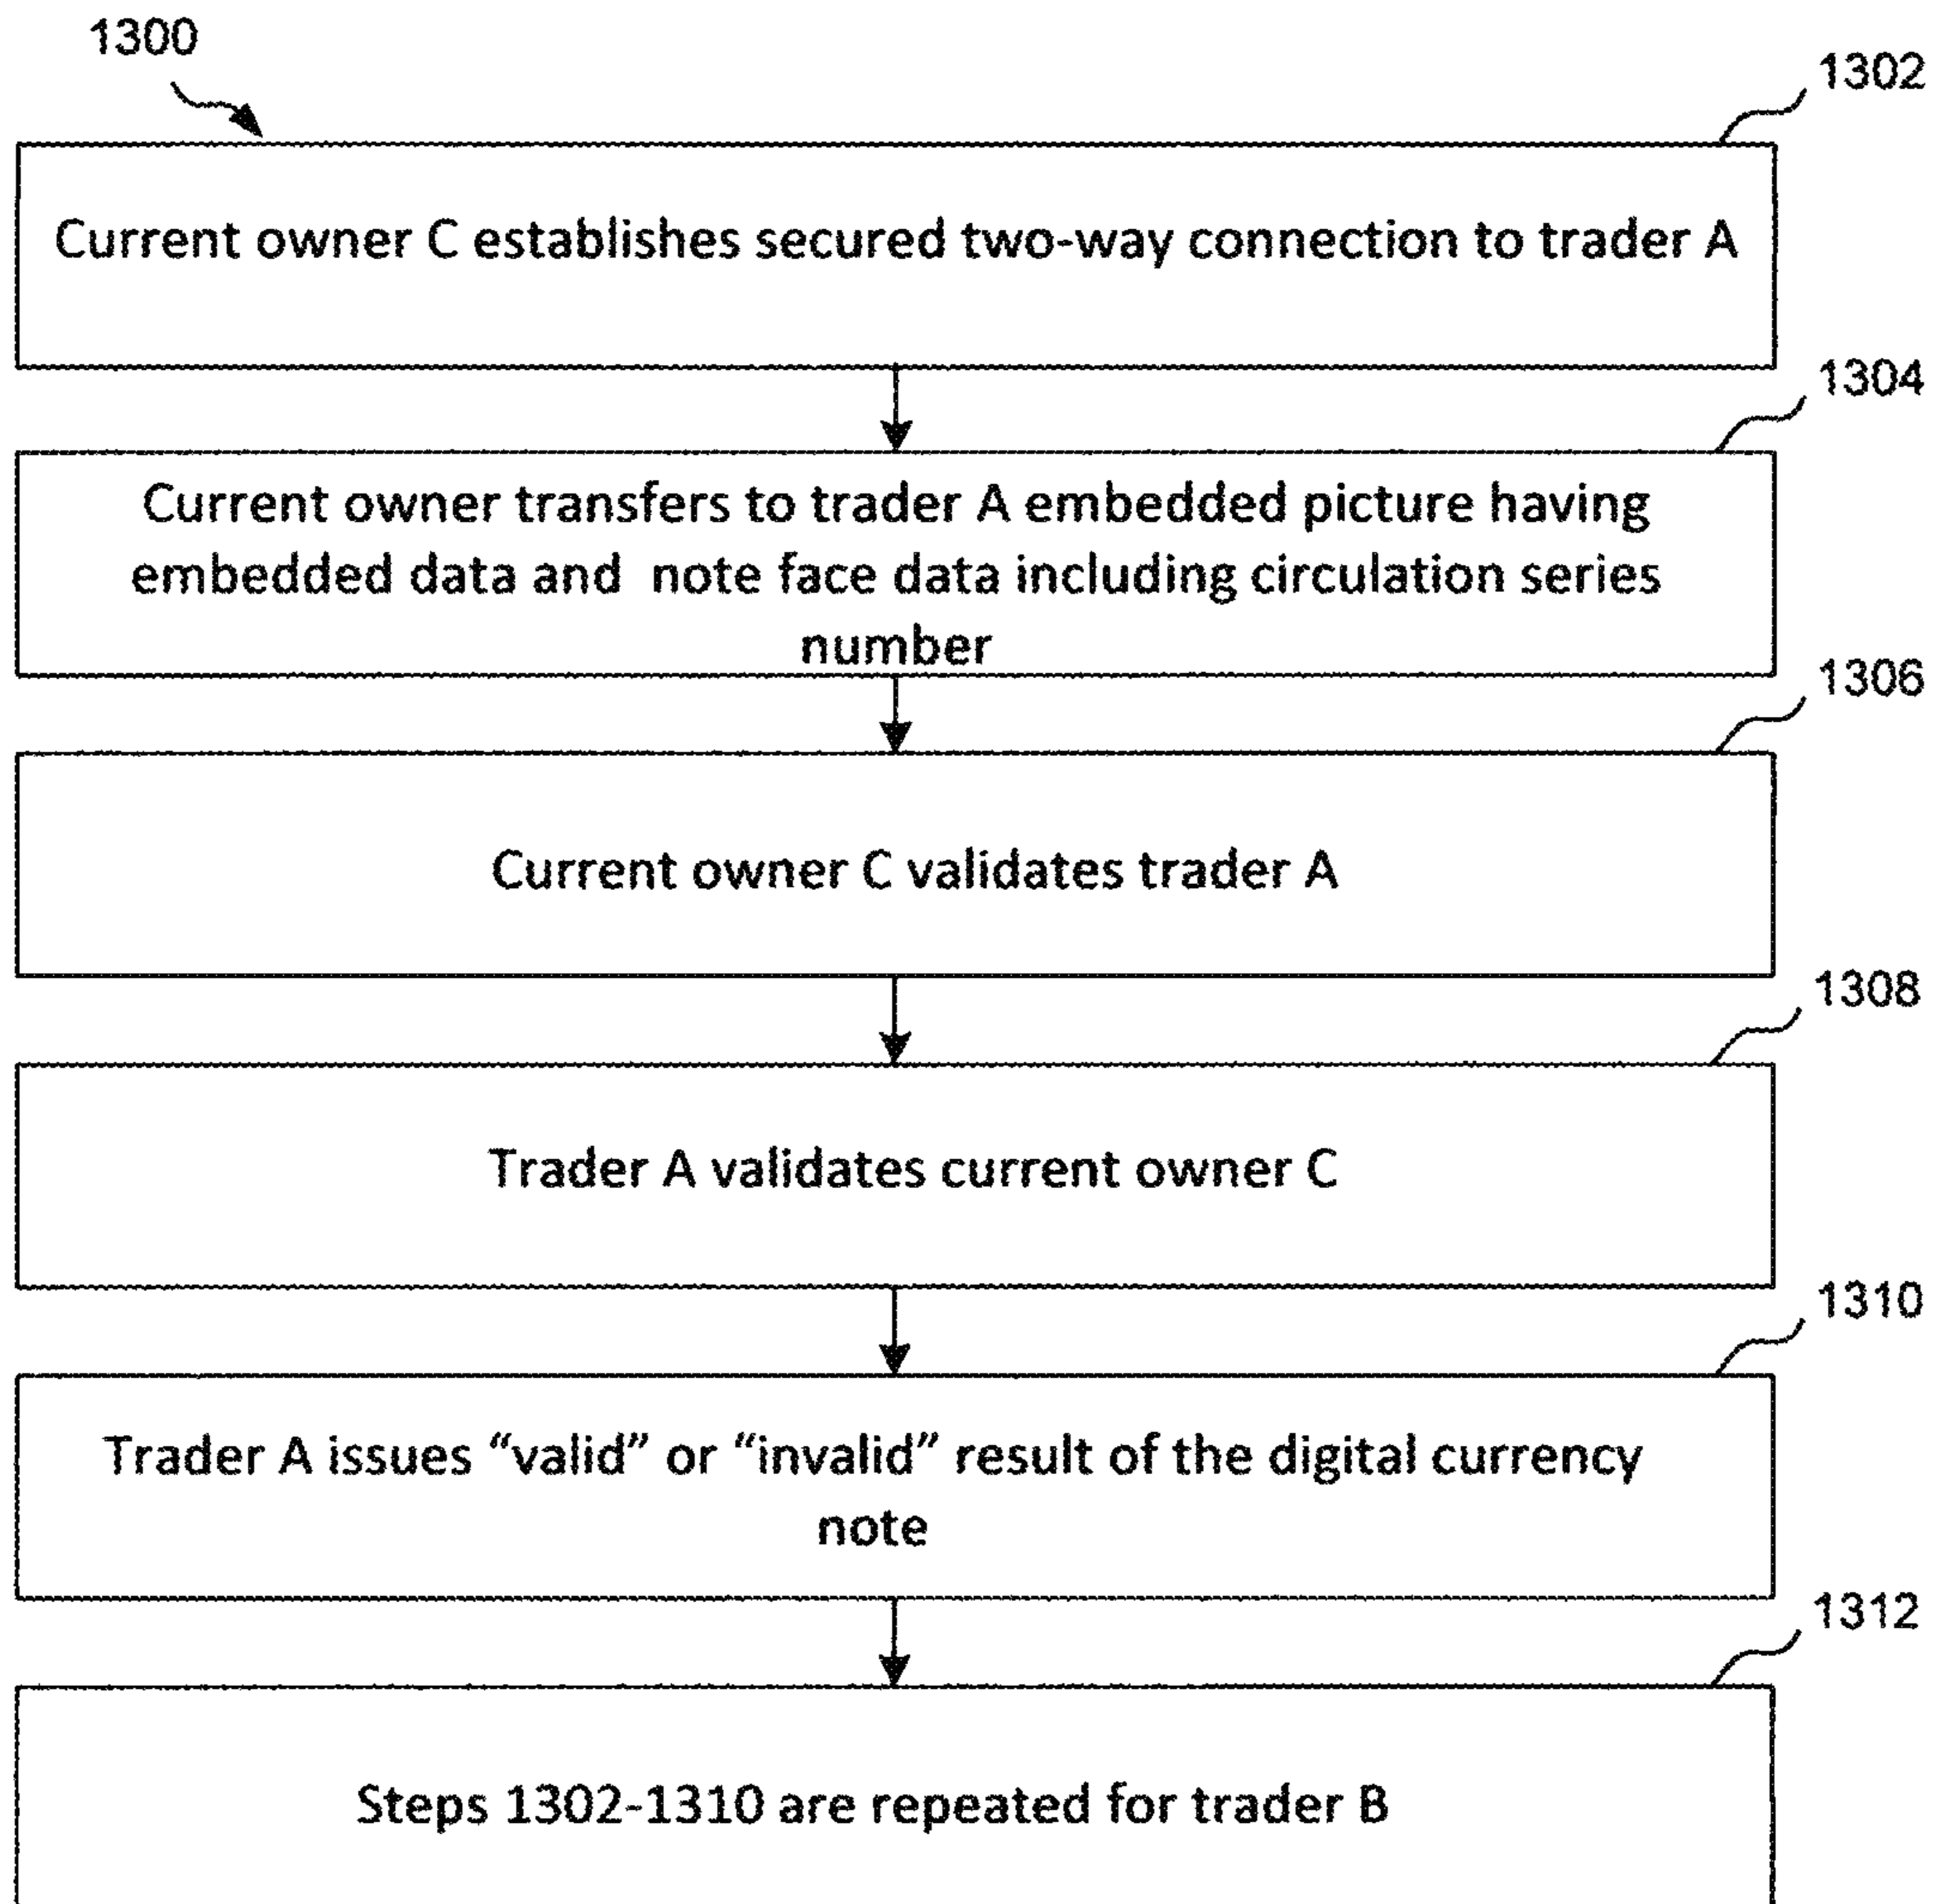 1300
1302
Current owner C establishes secured two-way connection to trader A
1304
Current owner transfers to trader A embedded picture having
embedded data and  note face data including circulation series
number
1306
Current owner C validates trader A
1308
Trader A validates current owner C
1310
Trader A issues “valid” or “invalid” result of the digital currency
note
1312
Steps 1302-1310 are repeated for trader B